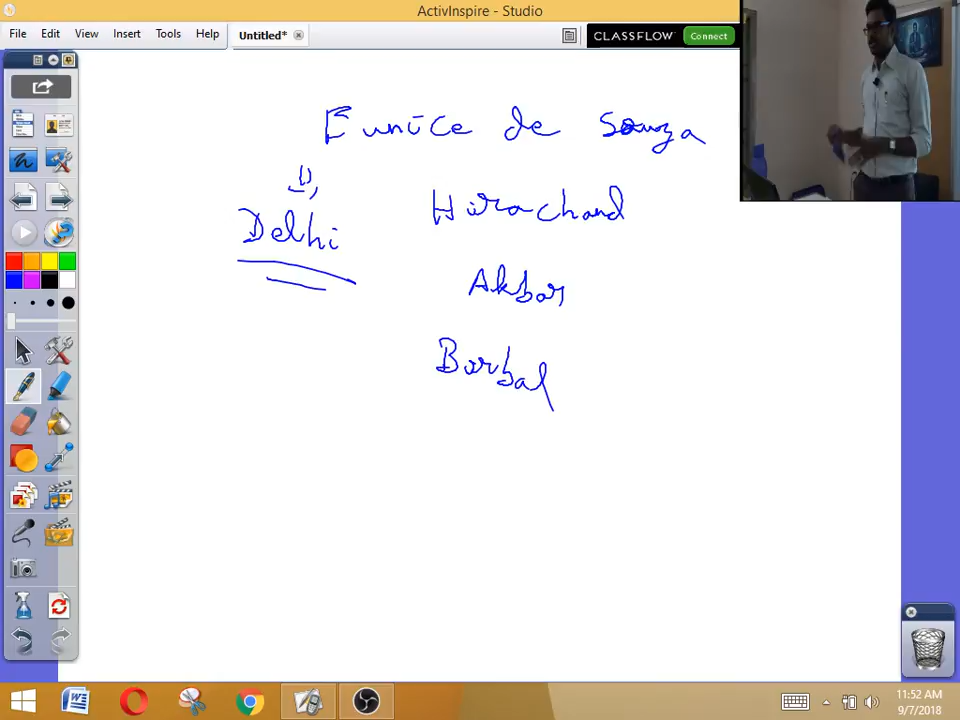 ActivInspire - Studio
File Edit View Insert Tools Help
Untitled*
CLASSFLOW Connect
Eunice de Souza
Delhi
Hirachand
Akbar
Barbal
11:52 AM
9/7/2018